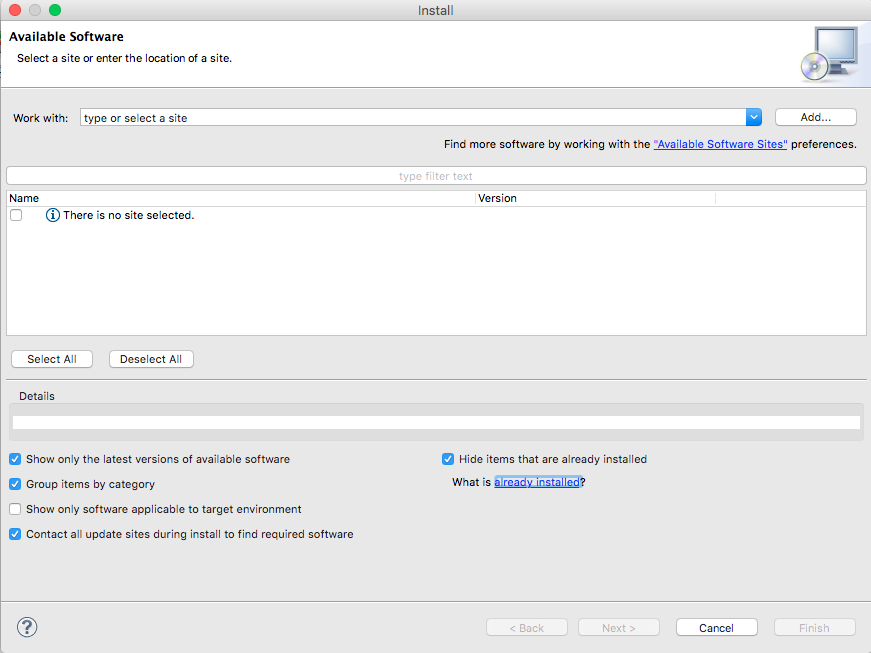 Install
Available Software
Select a site or enter the location of a site.
Work with: type or select a site Add...
Find more software by working with the "Available Software Sites" preferences.
type filter text
Name Version
There is no site selected.
Select All Deselect All
Details
Show only the latest versions of available software Hide items that are already installed
Group items by category What is already installed?
Show only software applicable to target environment
Contact all update sites during install to find required software
? < Back Next > Cancel Finish